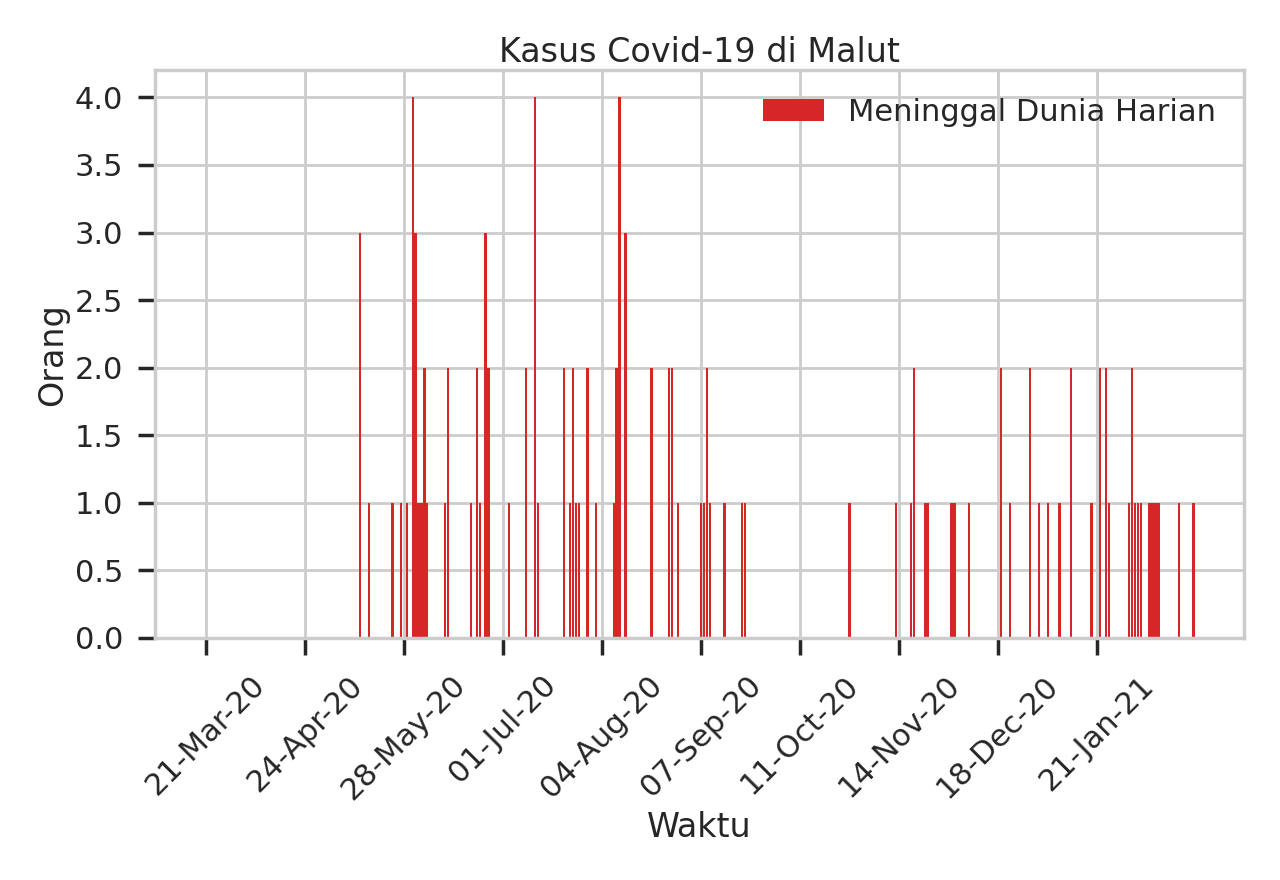 Kasus Covid-19 di Malut
Meninggal Dunia Harian
Orang
4.0
3.5
3.0
2.5
2.0
1.5
1.0
0.5
0.0
21-Mar-20
24-Apr-20
28-May-20
01-Jul-20
04-Aug-20
07-Sep-20
11-Oct-20
14-Nov-20
18-Dec-20
21-Jan-21
Waktu